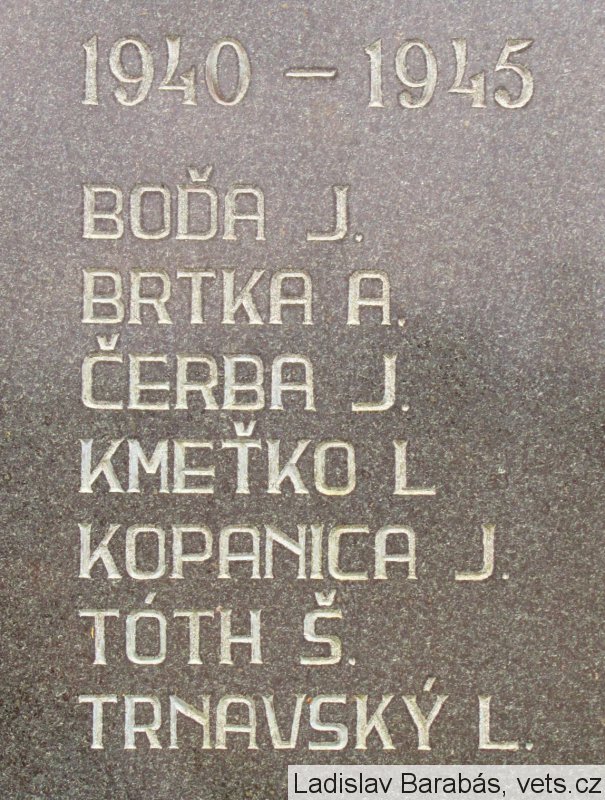 1940 – 1945
BOĎA J.
BRTKA A.
ČERBA J.
KMEŤKO L
KOPANICA J.
TÓTH Š.
TRNAVSKÝ L.
Ladislav Barabás, vets.cz